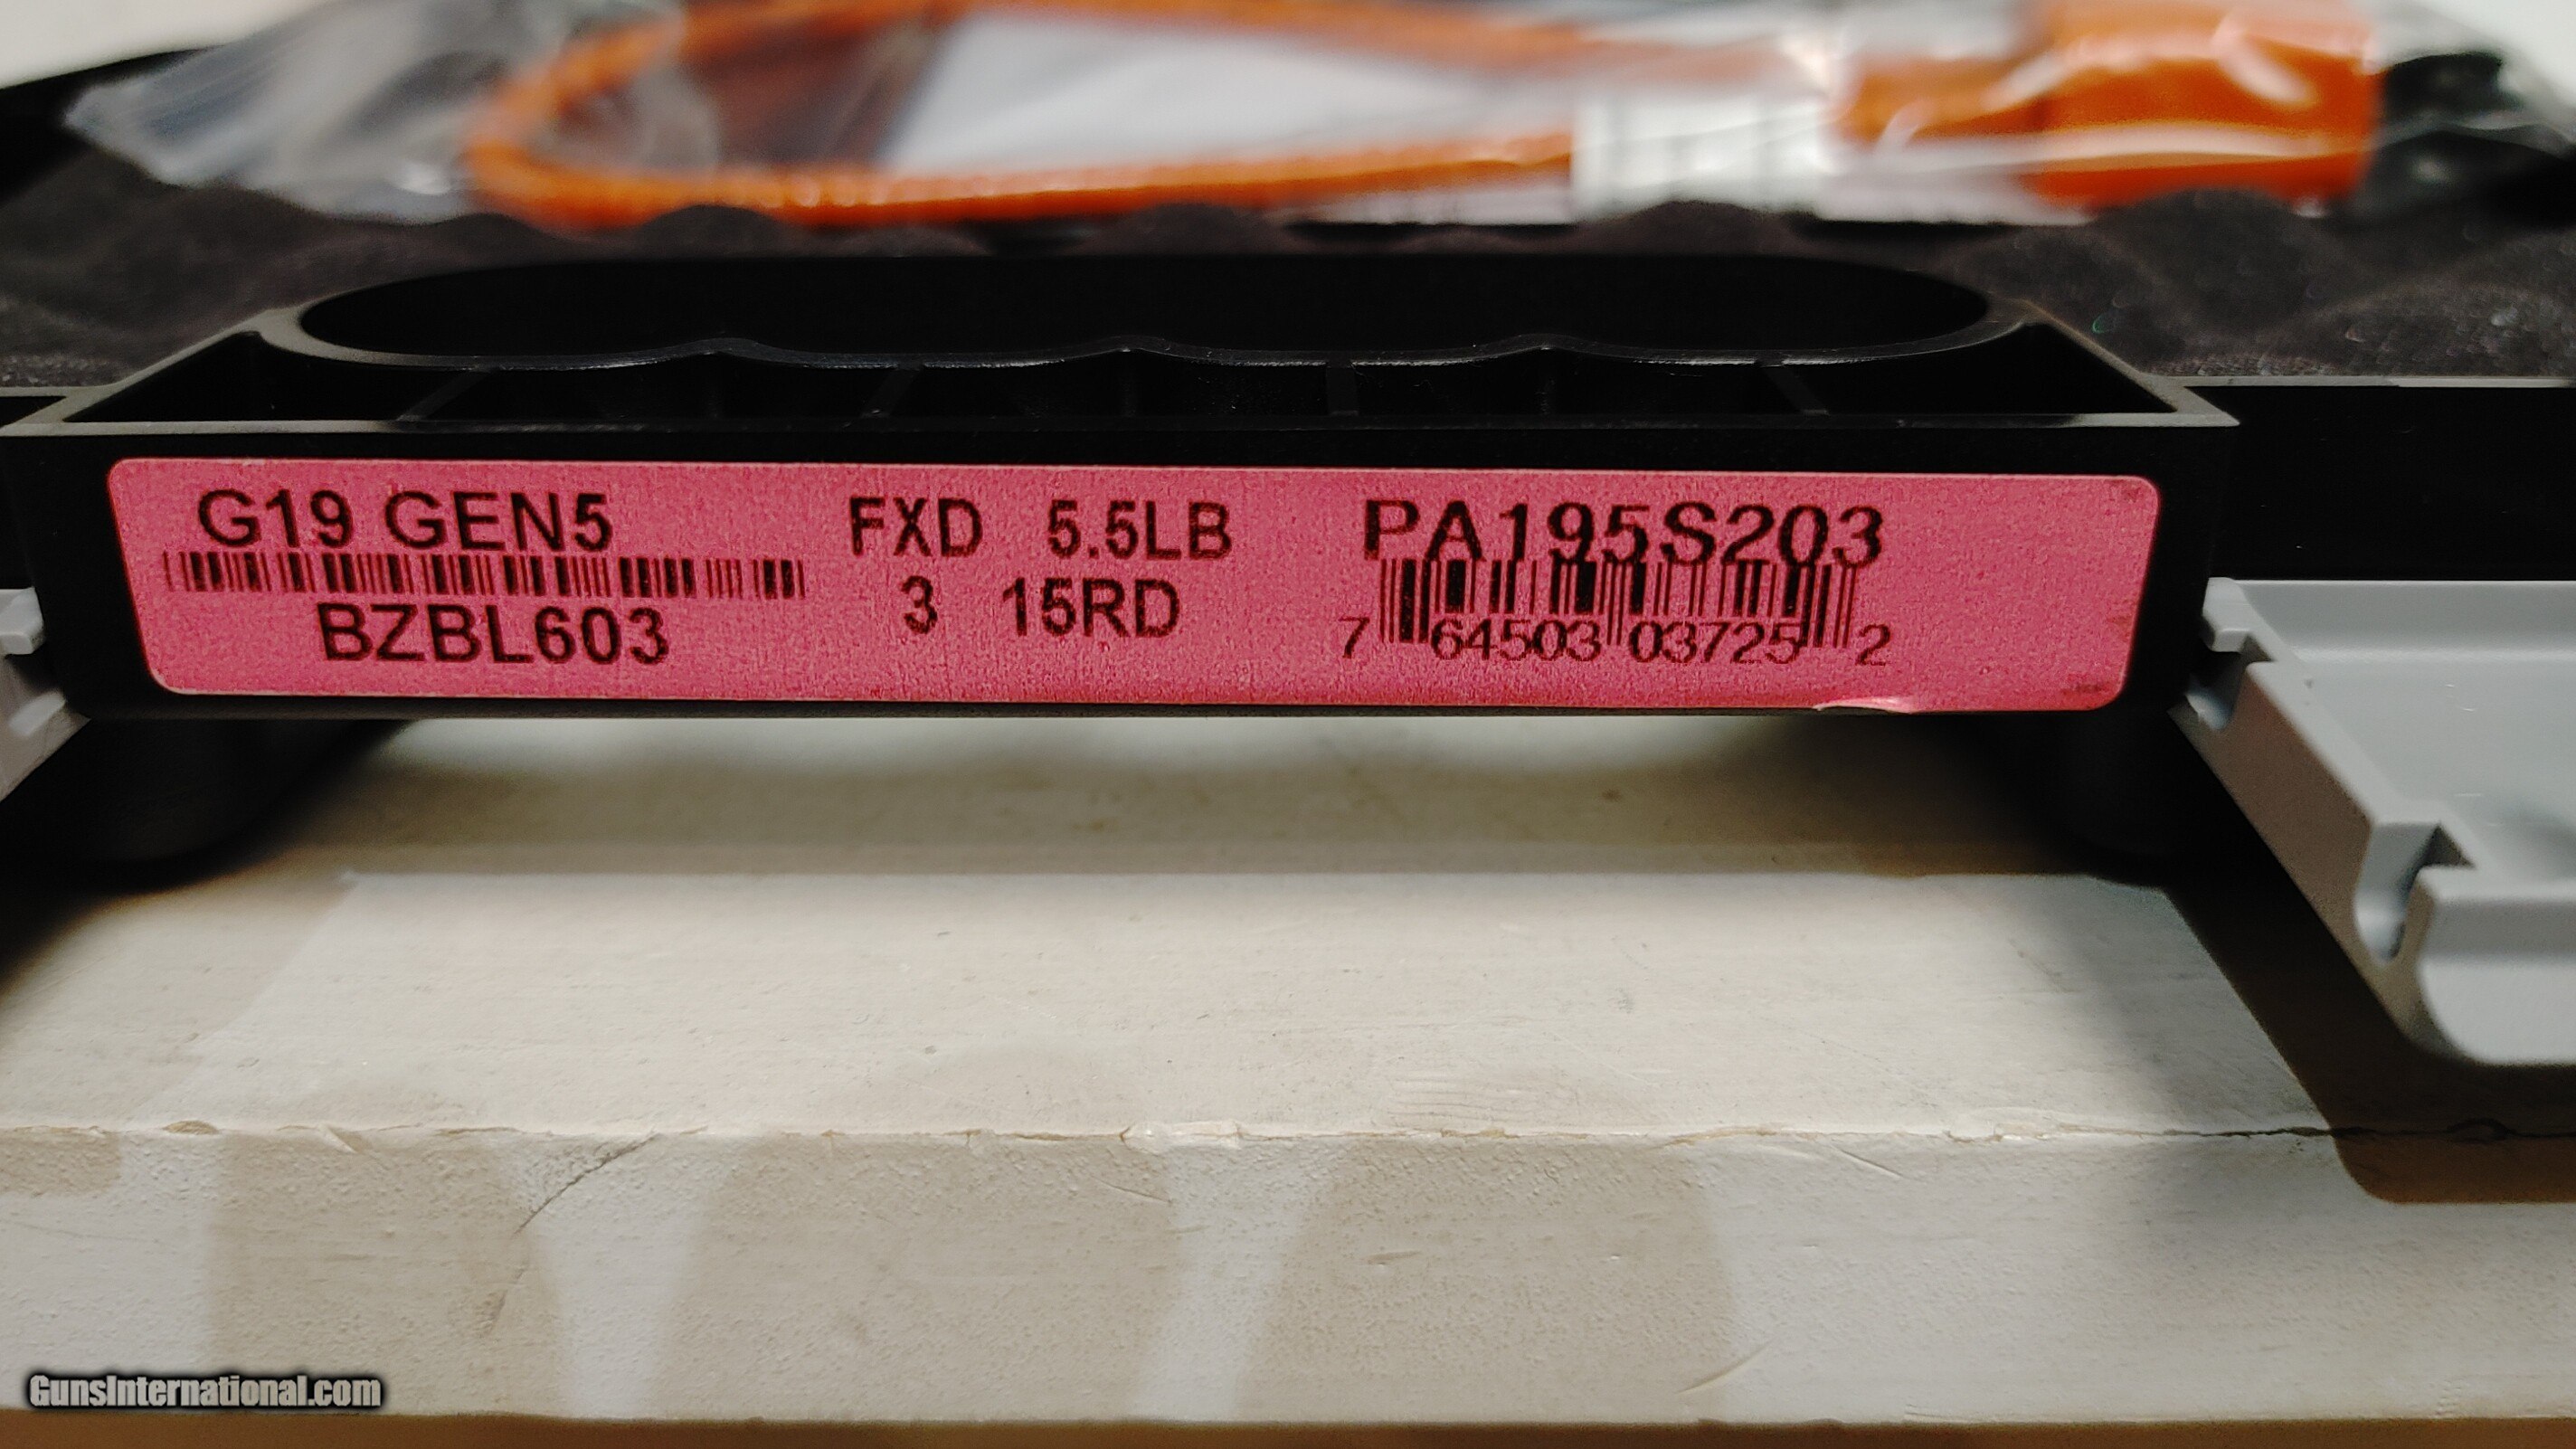 G19 GEN5
BZBL603
FXD 5.5LB
3 15RD
PA195S203
7 64503 03725 2
GunsInternational.com